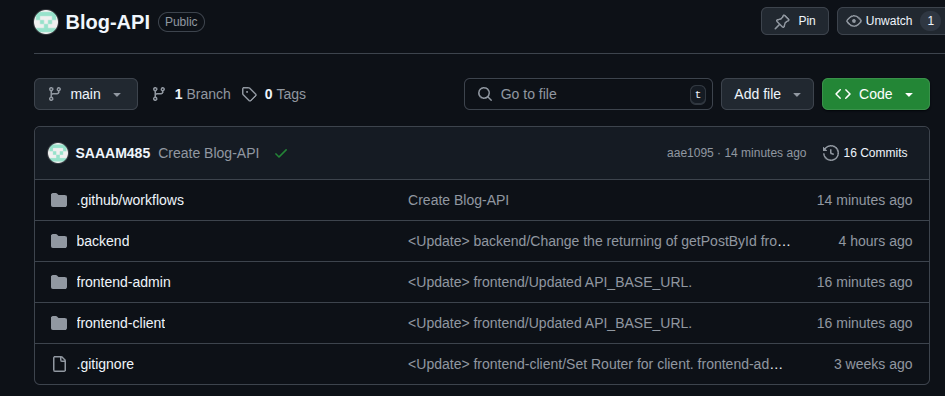 Blog-API Public Pin Unwatch 1
main 1 Branch 0 Tags Go to file t Add file Code
SAAAM485 Create Blog-API aae1095 · 14 minutes ago 16 Commits
.github/workflows Create Blog-API 14 minutes ago
backend <Update> backend/Change the returning of getPostById fro... 4 hours ago
frontend-admin <Update> frontend/Updated API_BASE_URL. 16 minutes ago
frontend-client <Update> frontend/Updated API_BASE_URL. 16 minutes ago
.gitignore <Update> frontend-client/Set Router for client. frontend-ad... 3 weeks ago